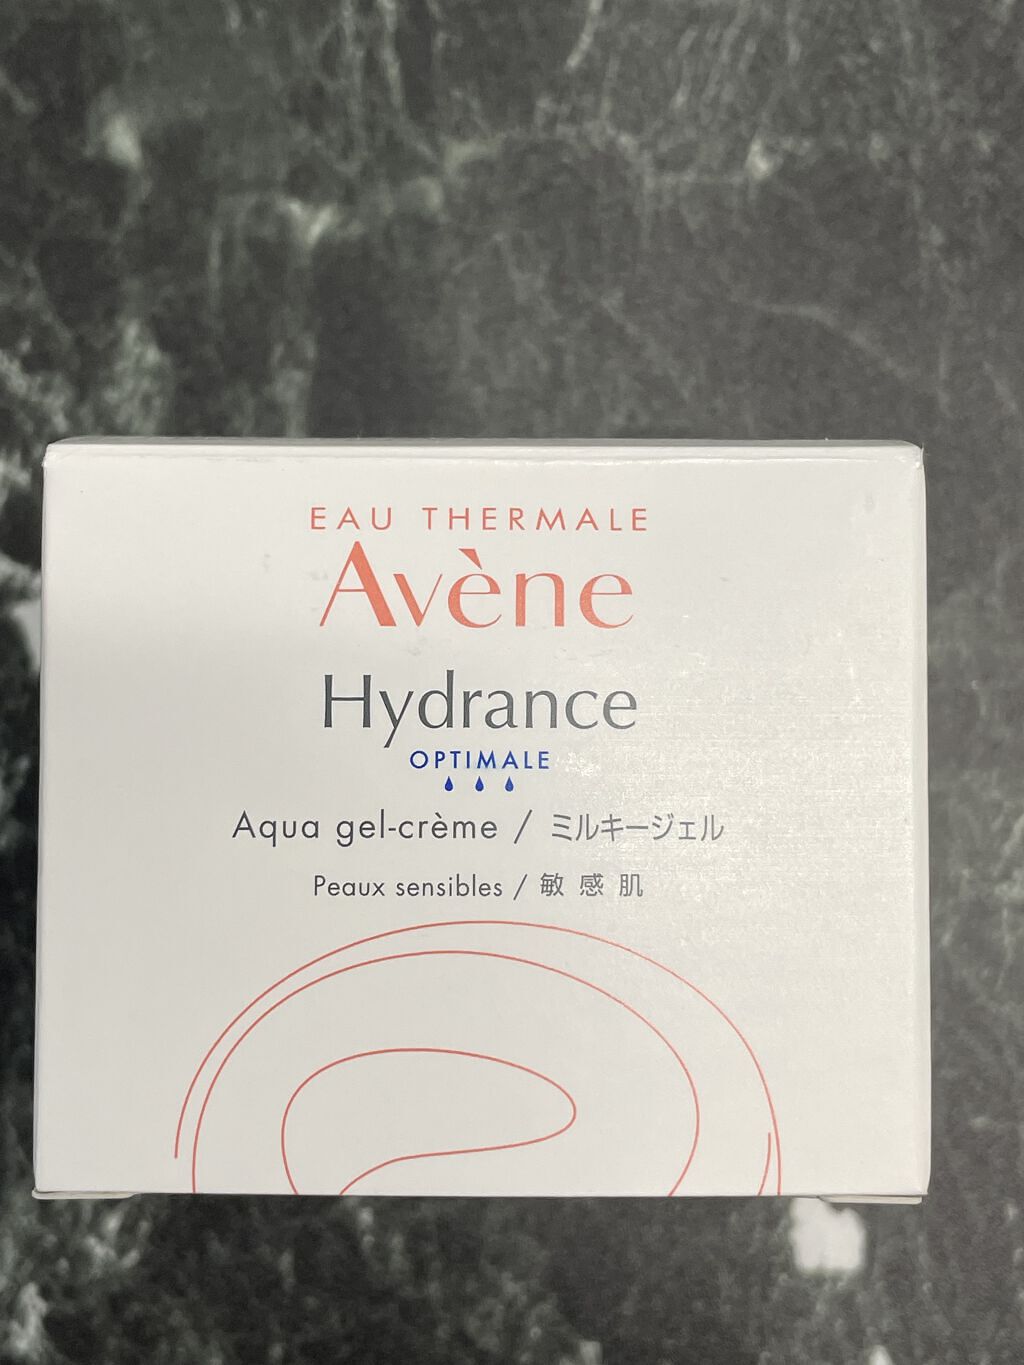 EAU THERMALE
Avène
Hydrance
OPTIMALE
Aqua gel-crème / ミルキージェル
Peaux sensibles / 敏感肌